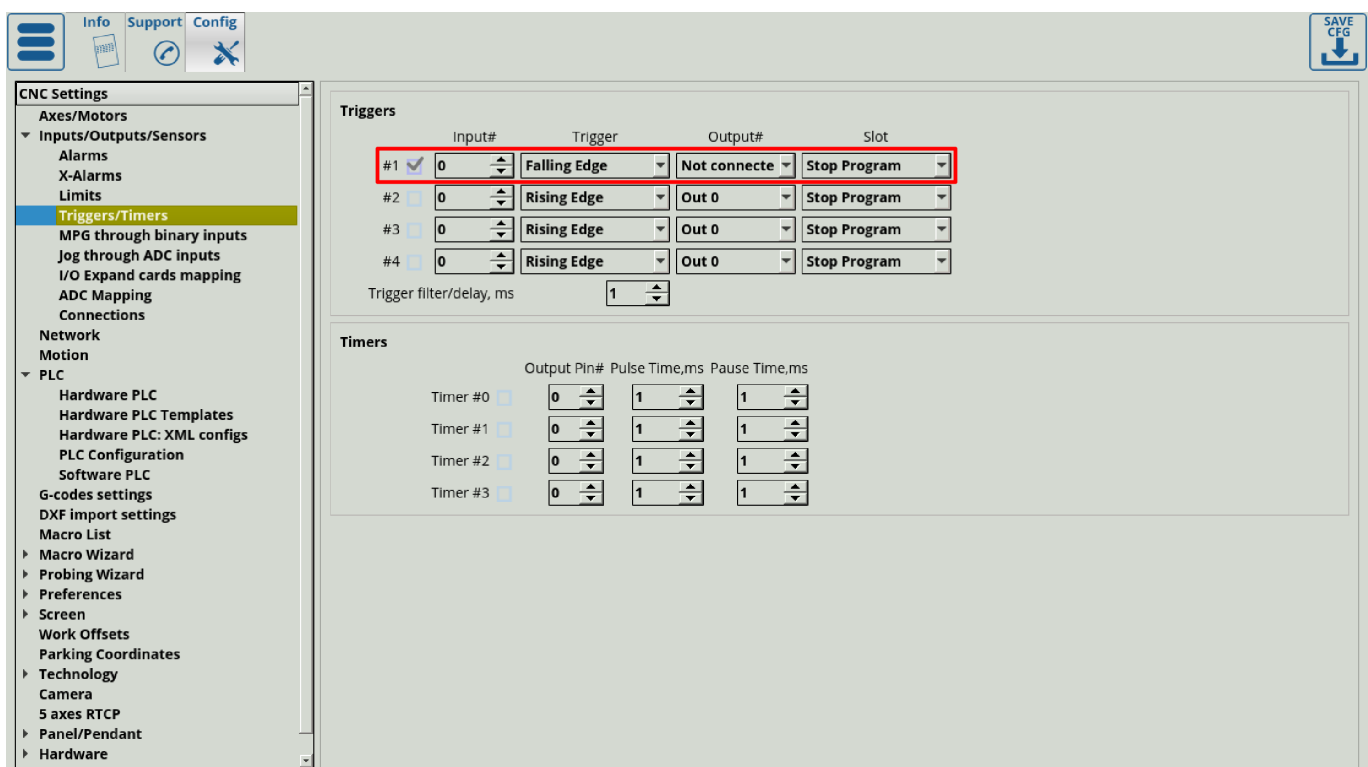 Info Support Config
SAVE
CFG
CNC Settings
Axes/Motors
Inputs/Outputs/Sensors
Alarms
X-Alarms
Limits
Triggers/Timers
MPG through binary inputs
Jog through ADC inputs
I/O Expand cards mapping
ADC Mapping
Connections
Network
Motion
PLC
Hardware PLC
Hardware PLC Templates
Hardware PLC: XML configs
PLC Configuration
Software PLC
G-codes settings
DXF import settings
Macro List
Macro Wizard
Probing Wizard
Preferences
Screen
Work Offsets
Parking Coordinates
Technology
Camera
5 axes RTCP
Panel/Pendant
Hardware
Triggers
Input# Trigger Output# Slot
#1 0 Falling Edge Not connecte Stop Program
#2 0 Rising Edge Out 0 Stop Program
#3 0 Rising Edge Out 0 Stop Program
#4 0 Rising Edge Out 0 Stop Program
Trigger filter/delay, ms 1
Timers
Output Pin# Pulse Time,ms Pause Time,ms
Timer #0 0 1 1
Timer #1 0 1 1
Timer #2 0 1 1
Timer #3 0 1 1